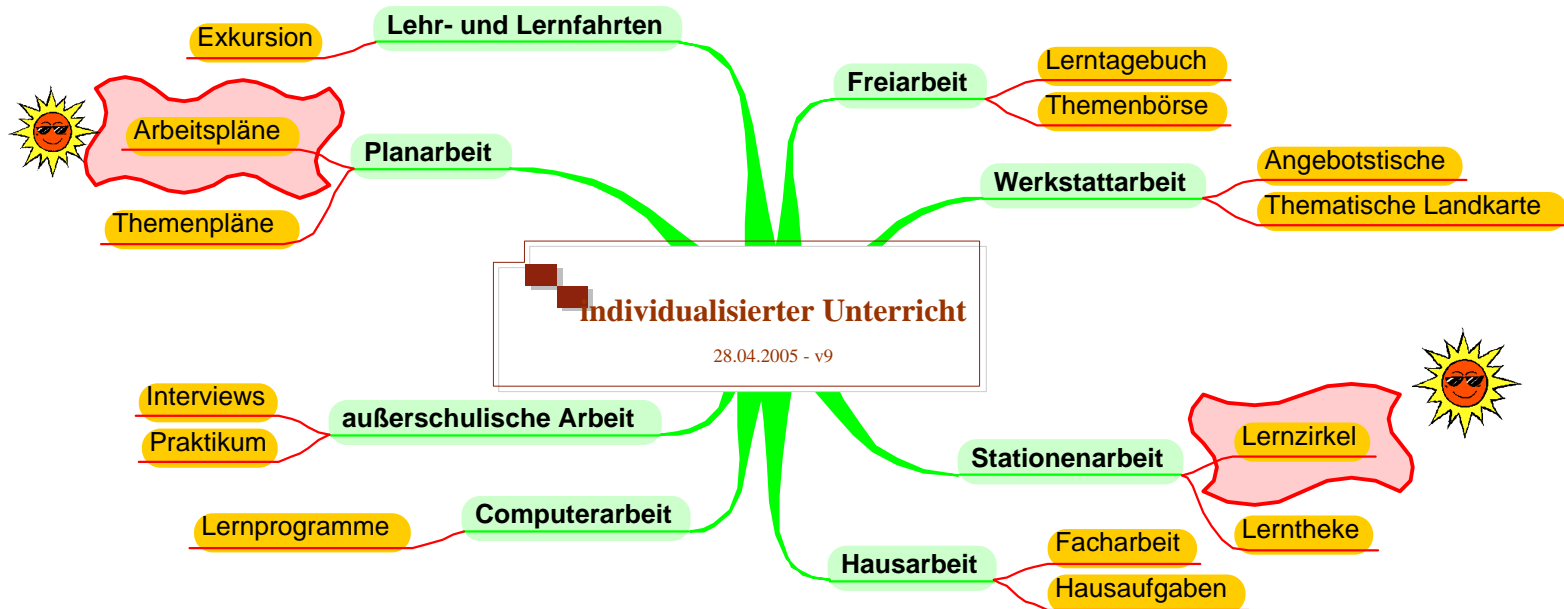 Lehr- und Lernfahrten
Exkursion
Planarbeit
Arbeitspläne
Themenpläne
Freiarbeit
Lerntagebuch
Themenbörse
Werkstattarbeit
Angebotstische
Thematische Landkarte
individualisierter Unterricht
28.04.2005 - v9
außerschulische Arbeit
Interviews
Praktikum
Computerarbeit
Lernprogramme
Stationenarbeit
Lernzirkel
Lerntheke
Hausarbeit
Facharbeit
Hausaufgaben